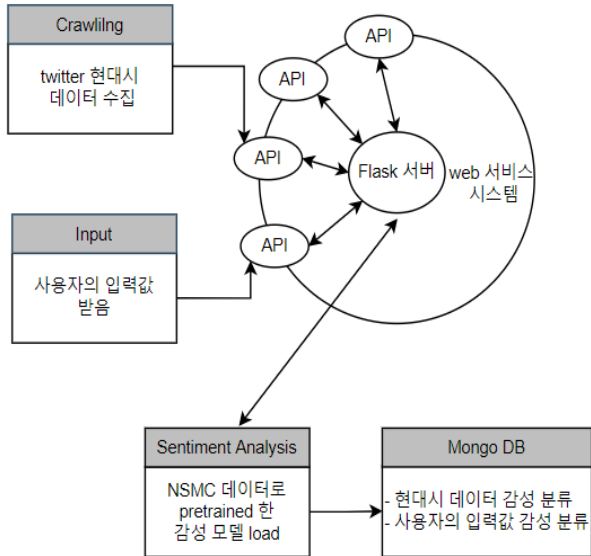 Crawlilng
twitter 현대시
데이터 수집
API
API
API
API
Flask 서버
web 서비스
시스템
Input
사용자의 입력값
받음
Sentiment Analysis
NSMC 데이터로
pretrained 한
감성 모델 load
Mongo DB
- 현대시 데이터 감성 분류
- 사용자의 입력값 감성 분류